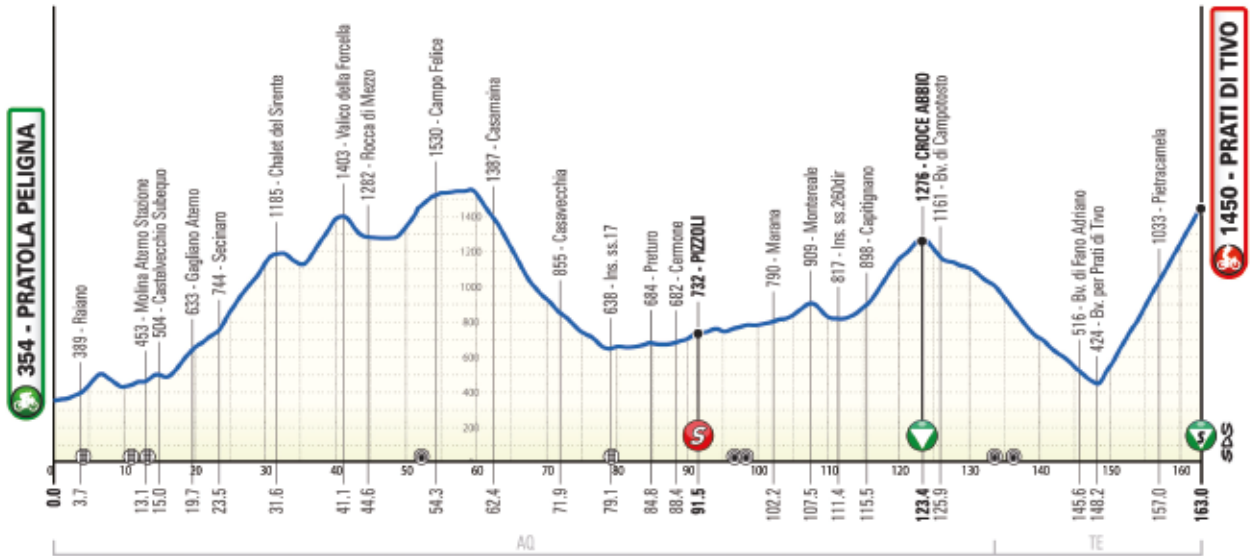 354 - PRATOLA PELIGNA
389 - Raiano
453 - Molina Aterno Stazione
504 - Castelvecchio Subequo
633 - Gagliano Aterno
744 - Secinaro
1185 - Chalet del Sirente
1403 - Valico della Forcella
1282 - Rocca di Mezzo
1530 - Campo Felice
1387 - Casamaina
855 - Casavecchia
638 - Ins. ss.17
684 - Preturo
682 - Cermone
732 - PIZZOLI
790 - Marana
909 - Montereale
817 - Ins. ss.260dir
898 - Capitignano
1276 - CROCE ABBIO
1161 - Bv. di Campotosto
516 - Bv. di Fano Adriano
424 - Bv. per Prati di Tivo
1033 - Pietracamela
1450 - PRATI DI TIVO
1400
1200
1000
800
600
400
200
S
S
SDS
0 10 20 30 40 50 60 70 80 90 100 110 120 130 140 150 160
0.0 3.7 13.1 15.0 19.7 23.5 31.6 41.1 44.6 54.3 62.4 71.9 79.1 84.8 88.4 91.5 102.2 107.5 111.4 115.5 123.4 125.9 145.6 148.2 157.0 163.0
AQ TE